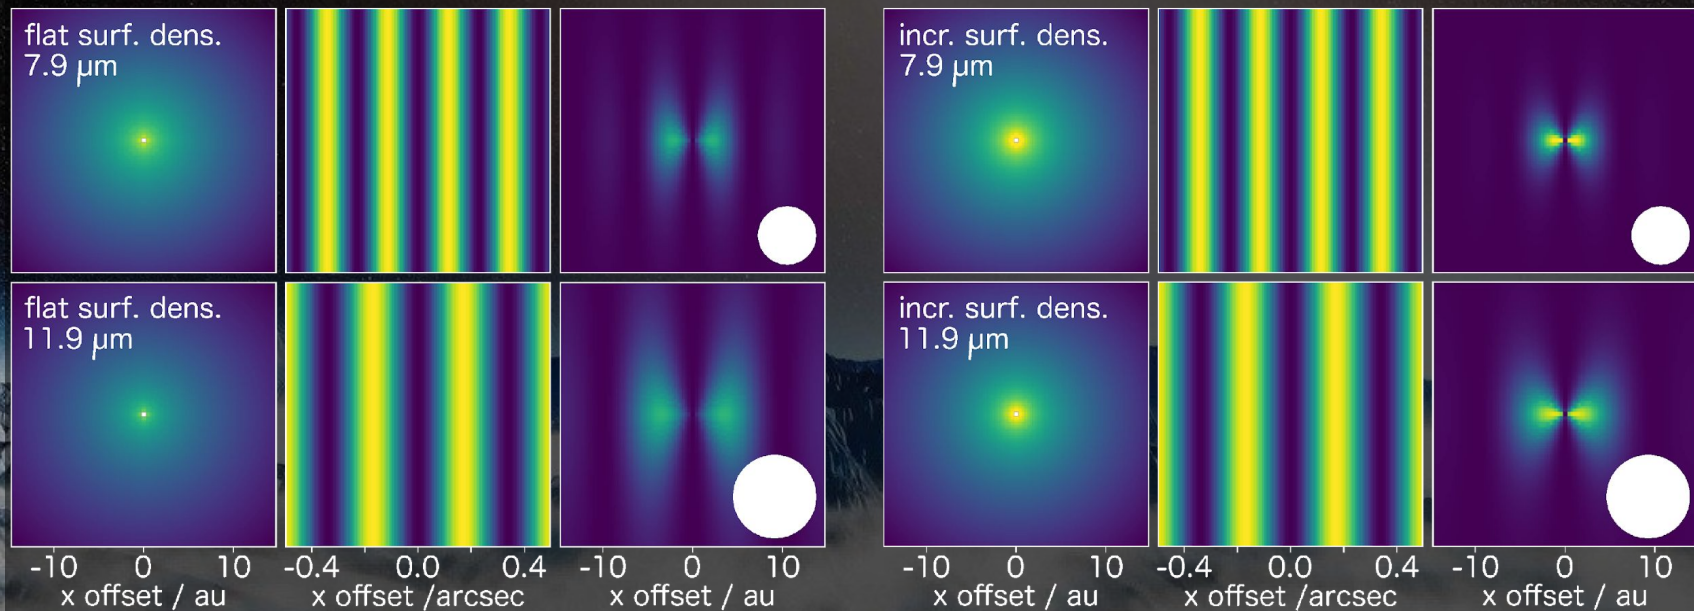 flat surf. dens.
7.9 µm
incr. surf. dens.
7.9 µm
flat surf. dens.
11.9 µm
incr. surf. dens.
11.9 µm
-10 0 10
-0.4 0.0 0.4
-10 0 10
-10 0 10
-0.4 0.0 0.4
-10 0 10
x offset / au
x offset /arcsec
x offset / au
x offset / au
x offset /arcsec
x offset / au